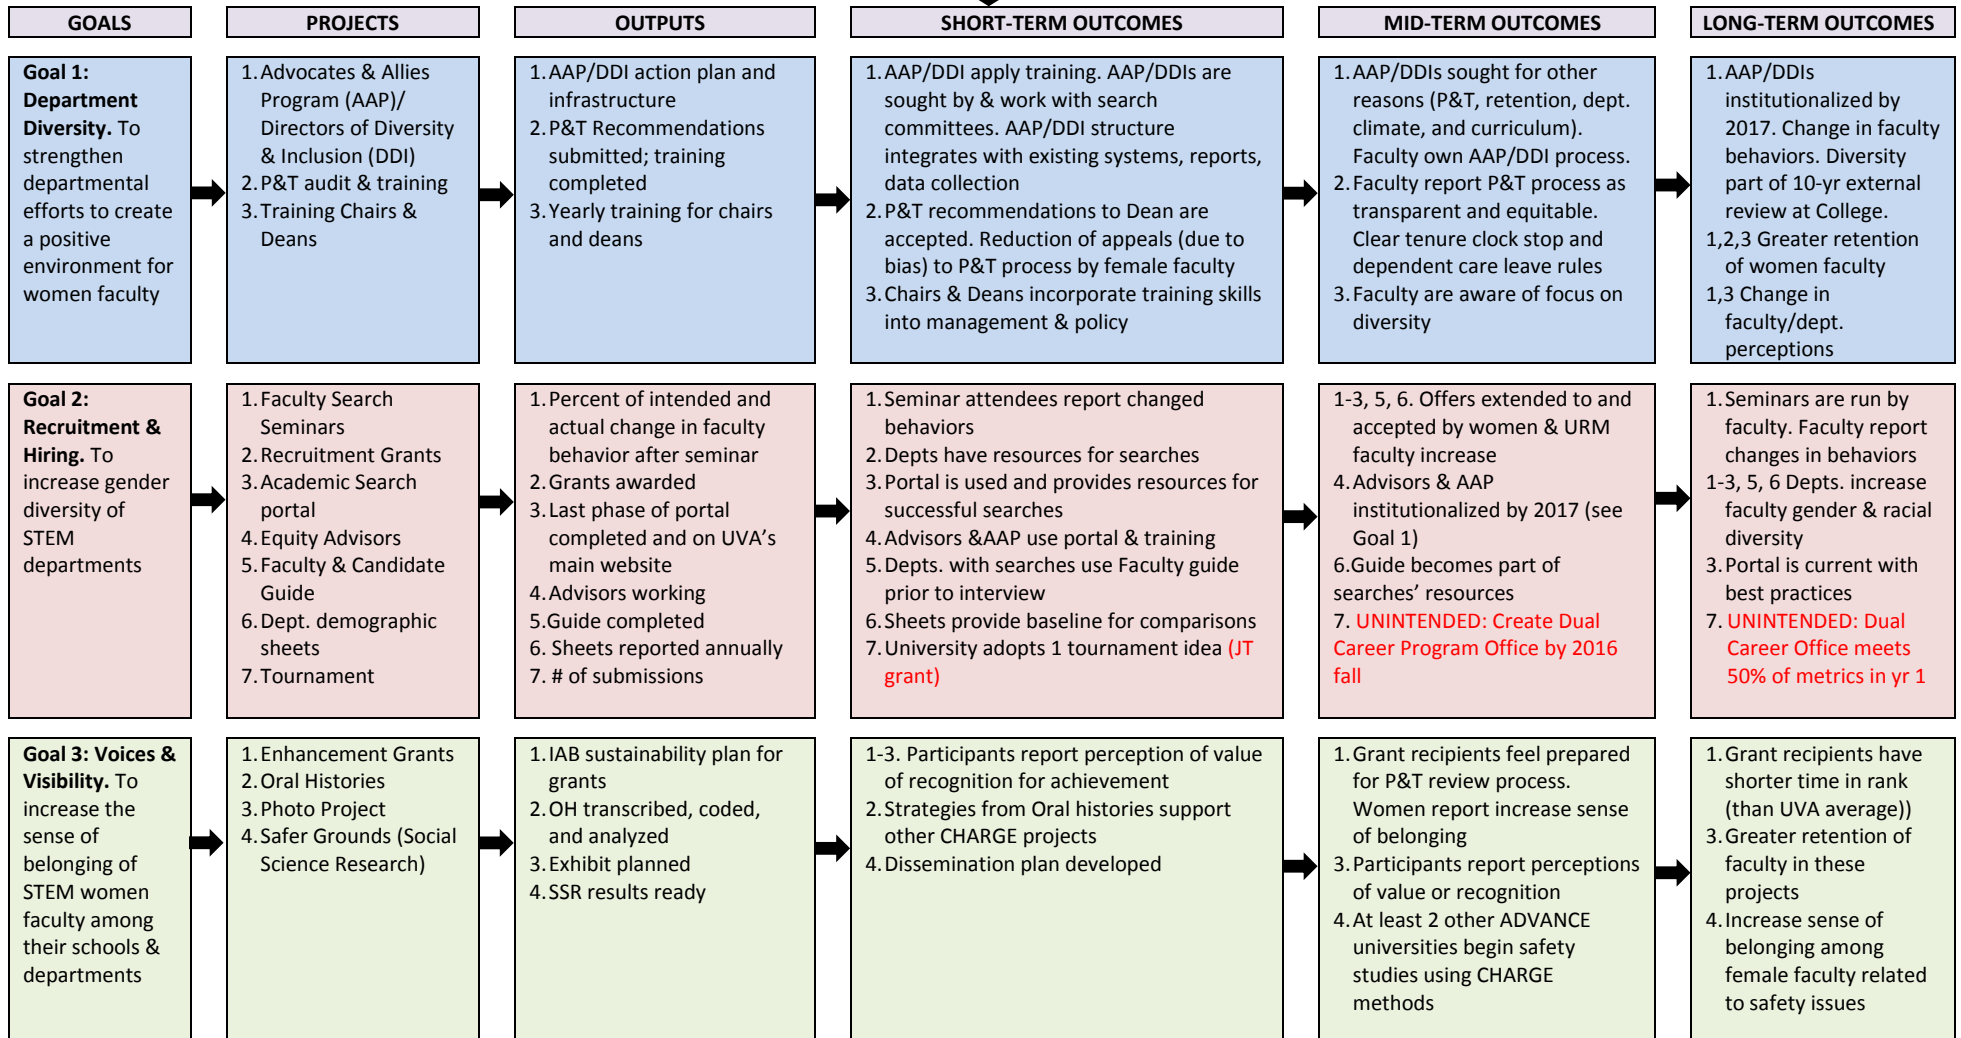 GOALS
PROJECTS
OUTPUTS
SHORT-TERM OUTCOMES
MID-TERM OUTCOMES
LONG-TERM OUTCOMES
Goal 1:
Department
Diversity. To
strengthen
departmental
efforts to create
a positive
environment for
women faculty
1.Advocates & Allies
Program (AAP)/
Directors of Diversity
& Inclusion (DDI)
2.P&T audit & training
3.Training Chairs &
Deans
1.AAP/DDI action plan and
infrastructure
2.P&T Recommendations
submitted; training
completed
3.Yearly training for chairs
and deans
1.AAP/DDI apply training. AAP/DDIs are
sought by & work with search
committees. AAP/DDI structure
integrates with existing systems, reports,
data collection
2.P&T recommendations to Dean are
accepted. Reduction of appeals (due to
bias) to P&T process by female faculty
3.Chairs & Deans incorporate training skills
into management & policy
1.AAP/DDIs sought for other
reasons (P&T, retention, dept.
climate, and curriculum).
Faculty own AAP/DDI process.
2.Faculty report P&T process as
transparent and equitable.
Clear tenure clock stop and
dependent care leave rules
3.Faculty are aware of focus on
diversity
1.AAP/DDIs
institutionalized by
2017. Change in faculty
behaviors. Diversity
part of 10-yr external
review at College.
1,2,3 Greater retention
of women faculty
1,3 Change in
faculty/dept.
perceptions
Goal 2:
Recruitment &
Hiring. To
increase gender
diversity of
STEM
departments
1.Faculty Search
Seminars
2.Recruitment Grants
3.Academic Search
portal
4.Equity Advisors
5.Faculty & Candidate
Guide
6.Dept. demographic
sheets
7.Tournament
1.Percent of intended and
actual change in faculty
behavior after seminar
2.Grants awarded
3.Last phase of portal
completed and on UVA’s
main website
4.Advisors working
5.Guide completed
6. Sheets reported annually
7. # of submissions
1.Seminar attendees report changed
behaviors
2.Depts have resources for searches
3.Portal is used and provides resources for
successful searches
4.Advisors &AAP use portal & training
5.Depts. with searches use Faculty guide
prior to interview
6.Sheets provide baseline for comparisons
7.University adopts 1 tournament idea (JT
grant)
1-3, 5, 6. Offers extended to and
accepted by women & URM
faculty increase
4.Advisors & AAP
institutionalized by 2017 (see
Goal 1)
6.Guide becomes part of
searches’ resources
7. UNINTENDED: Create Dual
Career Program Office by 2016
fall
1.Seminars are run by
faculty. Faculty report
changes in behaviors
1-3, 5, 6 Depts. increase
faculty gender & racial
diversity
3.Portal is current with
best practices
7. UNINTENDED: Dual
Career Office meets
50% of metrics in yr 1
Goal 3: Voices &
Visibility. To
increase the
sense of
belonging of
STEM women
faculty among
their schools &
departments
1.Enhancement Grants
2.Oral Histories
3.Photo Project
4.Safer Grounds (Social
Science Research)
1.IAB sustainability plan for
grants
2.OH transcribed, coded,
and analyzed
3.Exhibit planned
4.SSR results ready
1-3. Participants report perception of value
of recognition for achievement
2.Strategies from Oral histories support
other CHARGE projects
4.Dissemination plan developed
1.Grant recipients feel prepared
for P&T review process.
Women report increase sense
of belonging
3.Participants report perceptions
of value or recognition
4.At least 2 other ADVANCE
universities begin safety
studies using CHARGE
methods
1.Grant recipients have
shorter time in rank
(than UVA average))
3.Greater retention of
faculty in these
projects
4.Increase sense of
belonging among
female faculty related
to safety issues